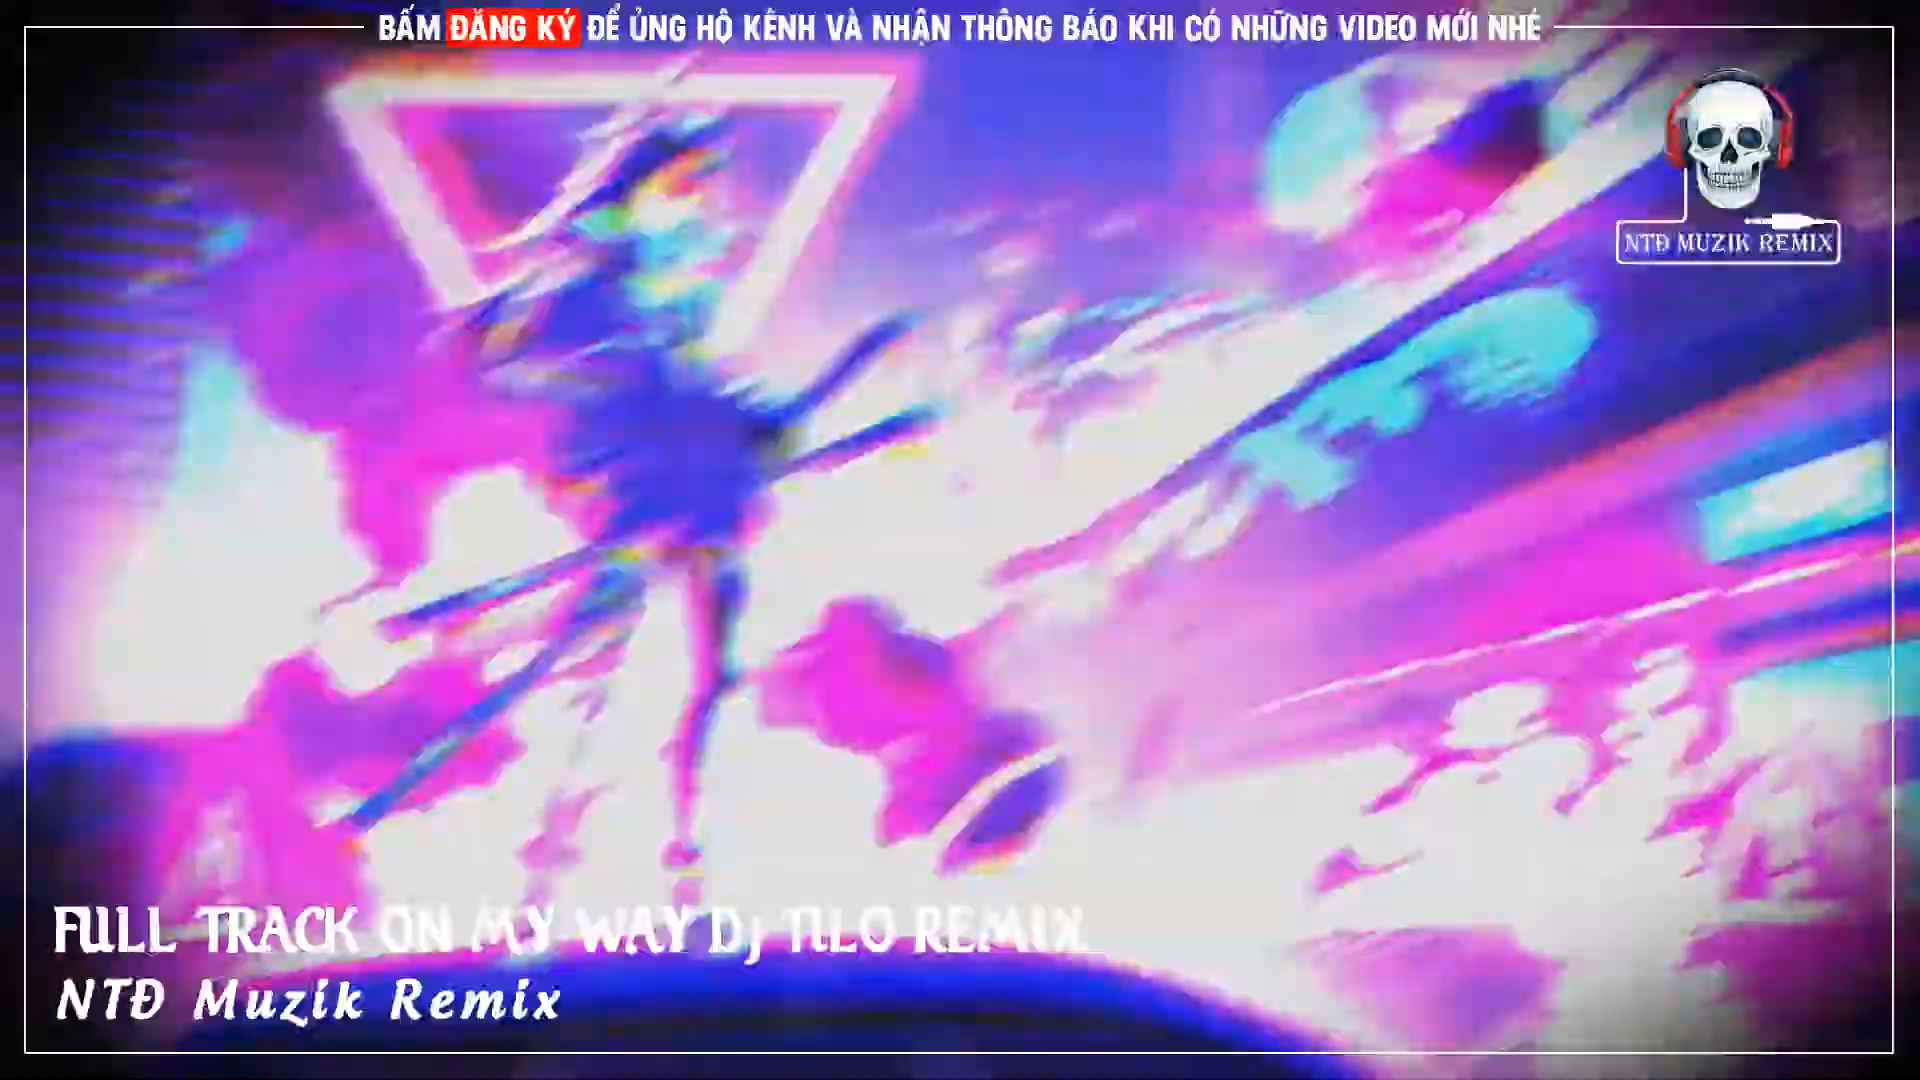 BẤM ĐĂNG KÝ ĐỂ ỦNG HỘ KÊNH VÀ NHẬN THÔNG BÁO KHI CÓ NHỮNG VIDEO MỚI NHÉ
NTĐ MUZIK REMIX
FULL TRACK ON MY WAY Dj TILO REMIX
NTĐ Muzik Remix